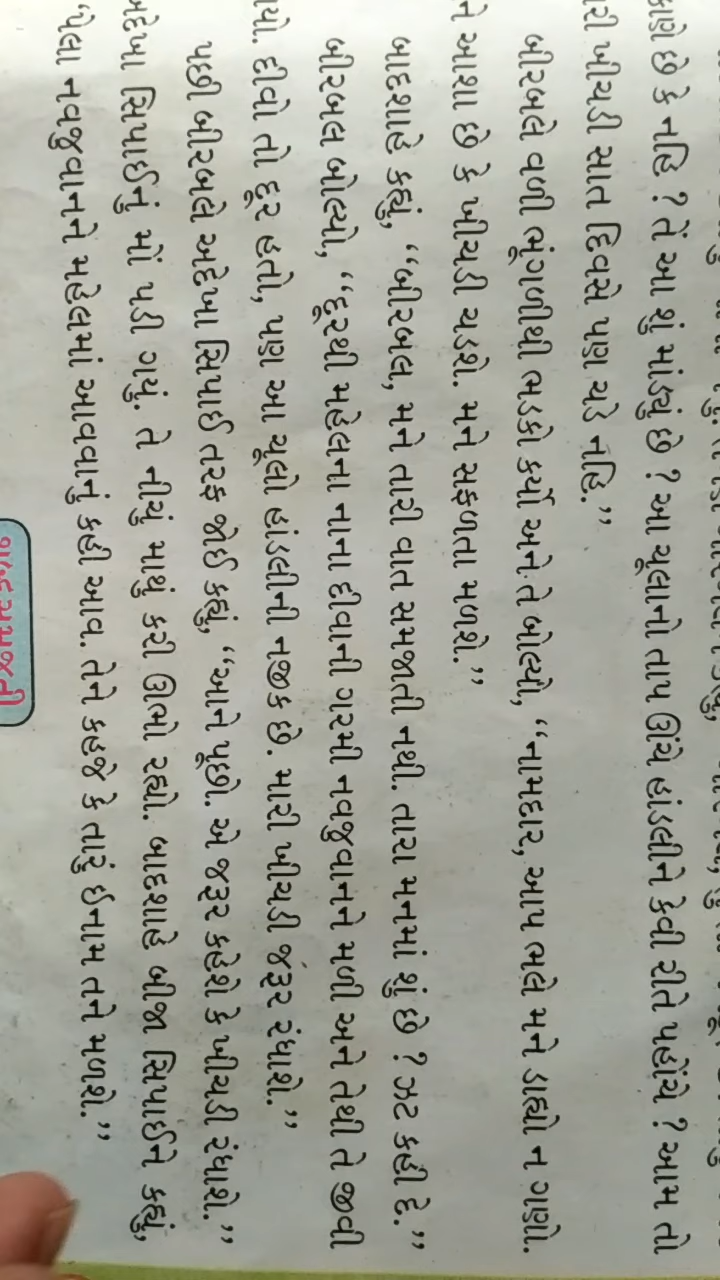 છે કે નહિ ? તેં આ શું માંડ્યું છે ? આ ચૂલાનો તાપ ઊંચે હાંડલીને કેવી રીતે પહોંચે ? આમ તો
ખીચડી સાત દિવસે પણ ચડે નહિ.”
બીરબલે વળી ભૂંગળીથી ભડકો કર્યો અને તે બોલ્યો, “નામદાર, આપ ભલે મને ડાહ્યો ન ગણો.
ને આશા છે કે ખીચડી ચડશે. મને સફળતા મળશે.”
બાદશાહે કહ્યું, “બીરબલ, મને તારી વાત સમજાતી નથી. તારા મનમાં શું છે ? ઝટ કહી દે.”
બીરબલ બોલ્યો, “દૂરથી મહેલના નાના દીવાની ગરમી નવજુવાનને મળી અને તેથી તે જીવી
યો. દીવો તો દૂર હતો, પણ આ ચૂલો હાંડલીની નજીક છે. મારી ખીચડી જરૂર રંધાશે.”
પછી બીરબલે અદેખા સિપાઈ તરફ જોઈ કહ્યું, “આને પૂછો. એ જરૂર કહેશે કે ખીચડી રંધાશે.”
દેખા સિપાઈનું મોં પડી ગયું. તે નીચું માથું કરી ઊભો રહ્યો. બાદશાહે બીજા સિપાઈને કહ્યું,
“પેલા નવજુવાનને મહેલમાં આવવાનું કહી આવ. તેને કહજે કે તારું ઈનામ તને મળશે.”
શબ્દસમજૂતી